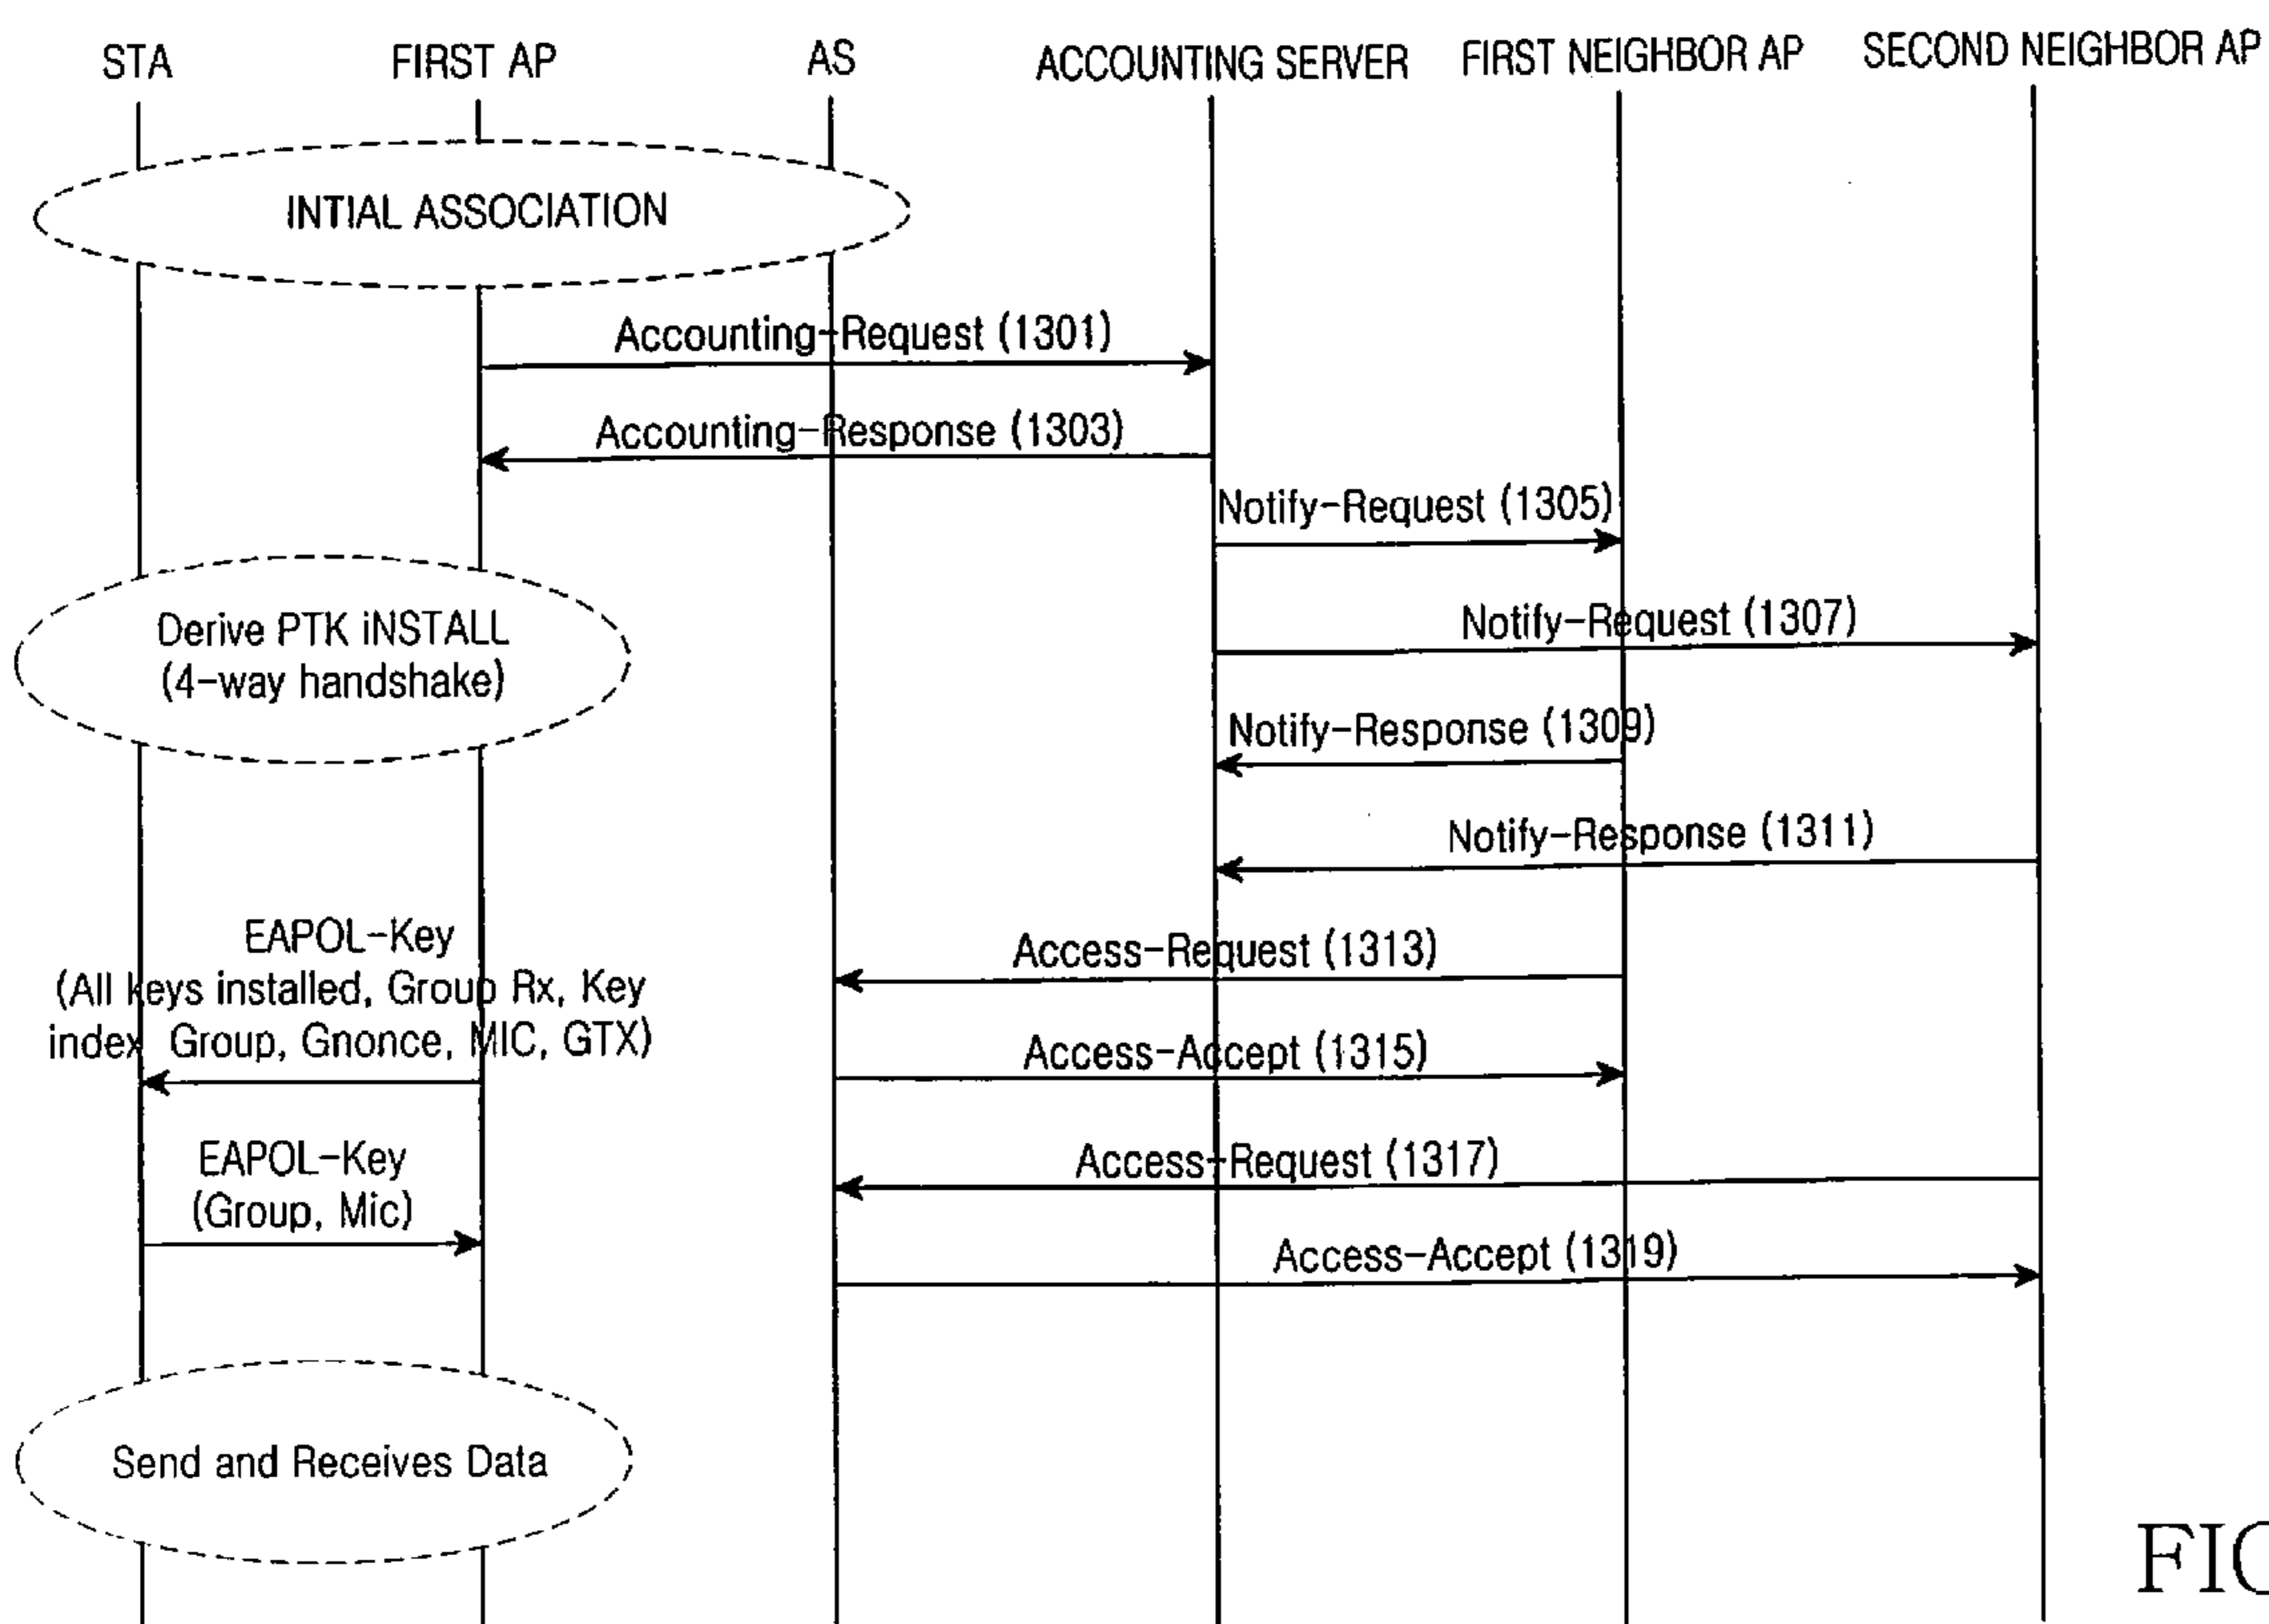 STA
FIRST AP
AS
ACCOUNTING SERVER
FIRST NEIGHBOR AP
SECOND NEIGHBOR AP
INTIAL ASSOCIATION
Accounting-Request (1301)
Accounting-Response (1303)
Notify-Request (1305)
Derive PTK iNSTALL
(4-way handshake)
Notify-Request (1307)
Notify-Response (1309)
Notify-Response (1311)
EAPOL-Key
(All keys installed, Group Rx, Key
index Group, Gnonce, MIC, GTX)
Access-Request (1313)
Access-Accept (1315)
EAPOL-Key
(Group, Mic)
Access-Request (1317)
Access-Accept (1319)
Send and Receives Data